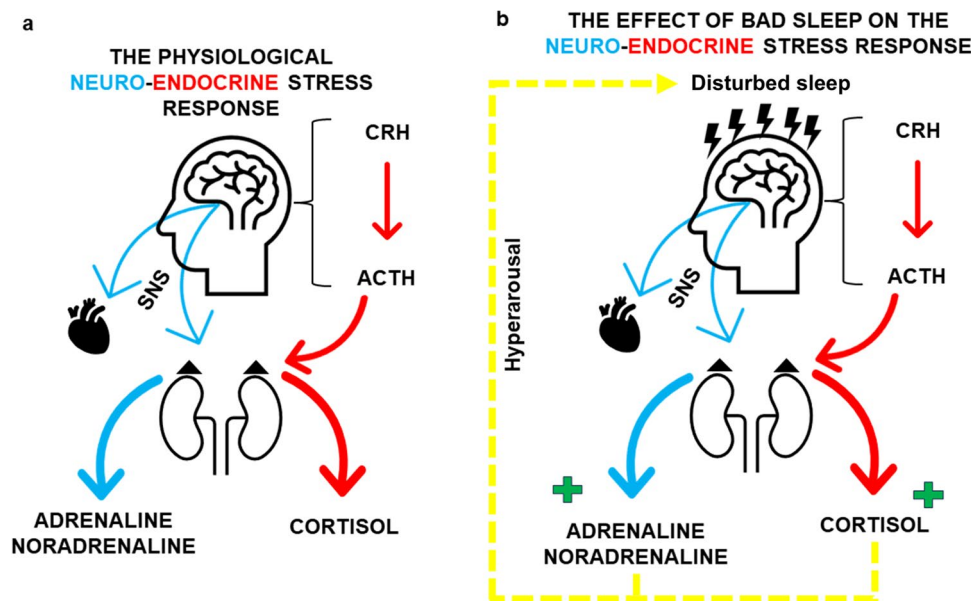 a
THE PHYSIOLOGICAL
NEURO-ENDOCRINE STRESS
RESPONSE
CRH
ACTH
SNS
ADRENALINE
NORADRENALINE
CORTISOL
b
THE EFFECT OF BAD SLEEP ON THE
NEURO-ENDOCRINE STRESS RESPONSE
Disturbed sleep
CRH
ACTH
SNS
Hyperarousal
ADRENALINE
NORADRENALINE
CORTISOL